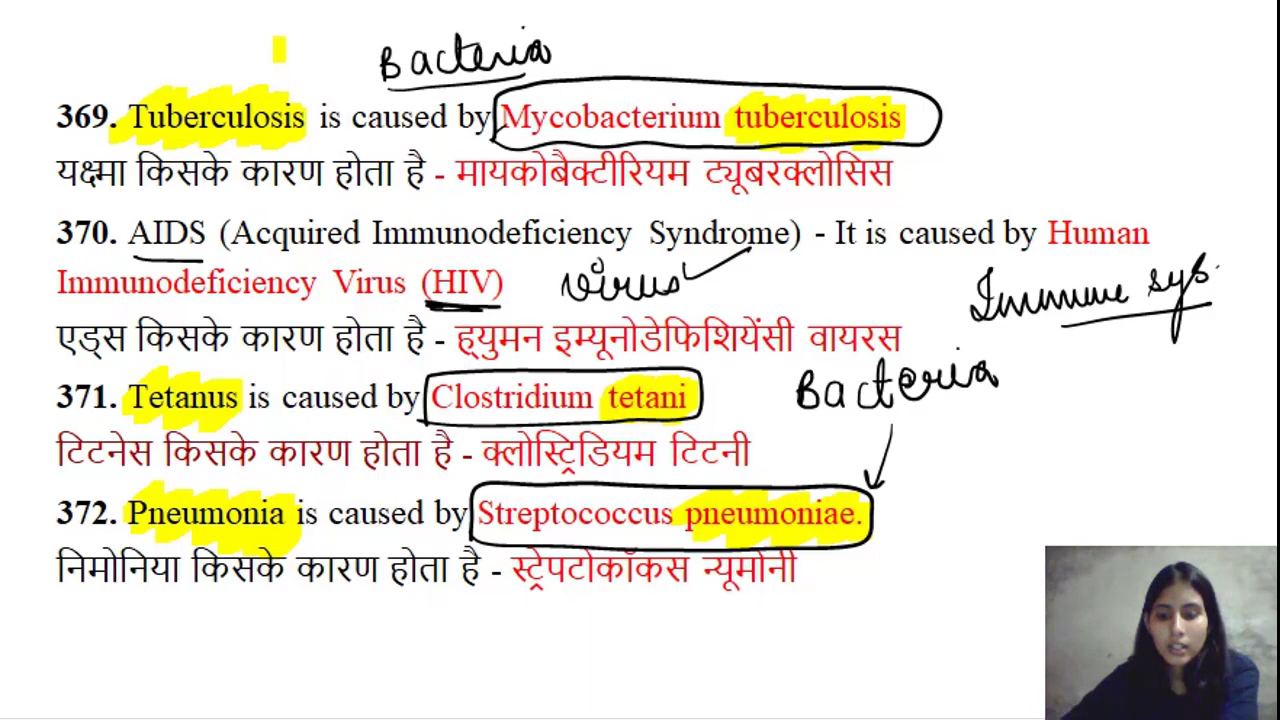 Bacteria
369. Tuberculosis is caused by Mycobacterium tuberculosis
यक्ष्मा किसके कारण होता है - मायकोबैक्टीरियम ट्यूबरक्लोसिस
370. AIDS (Acquired Immunodeficiency Syndrome) - It is caused by Human
Immunodeficiency Virus (HIV)
Virus
Immune sys.
एड्स किसके कारण होता है - ह्युमन इम्यूनोडेफिशियेंसी वायरस
371. Tetanus is caused by Clostridium tetani
Bacteria
टिटनेस किसके कारण होता है - क्लोस्ट्रिडियम टिटनी
372. Pneumonia is caused by Streptococcus pneumoniae.
निमोनिया किसके कारण होता है - स्ट्रेपटोकॉकस न्यूमोनी